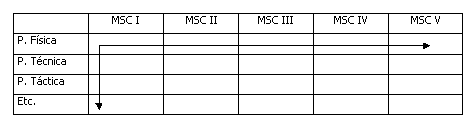 MSC I MSC II MSC III MSC IV MSC V
P. Física
P. Técnica
P. Táctica
Etc.